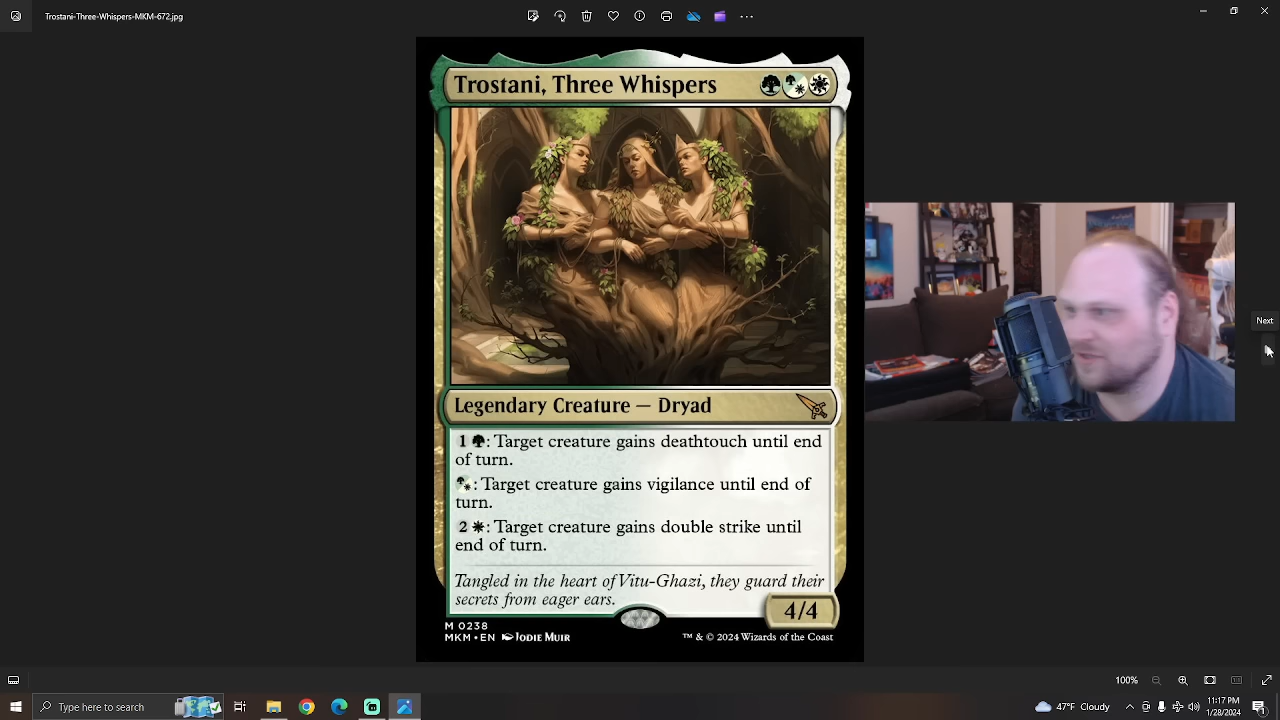 Trostani-Three-Whispers-MKM-672.jpg
Trostani, Three Whispers
Next
Legendary Creature — Dryad
1 : Target creature gains deathtouch until end
of turn.
: Target creature gains vigilance until end of
turn.
2 : Target creature gains double strike until
end of turn.
Tangled in the heart of Vitu-Ghazi, they guard their
secrets from eager ears.
4/4
M 0238
MKM • EN Jodie Muir
™ & © 2024 Wizards of the Coast
100%
Type here to search
47°F Cloudy
11:17 PM
1/28/2024